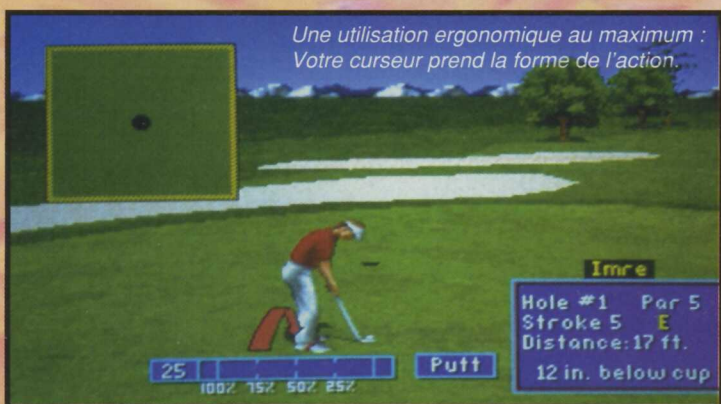 Une utilisation ergonomique au maximum :
Votre curseur prend la forme de l'action.
Imre
Hole #1 Par 5
Stroke 5 E
Distance: 17 ft.
12 in. below cup
25
100% 75% 50% 25%
Putt